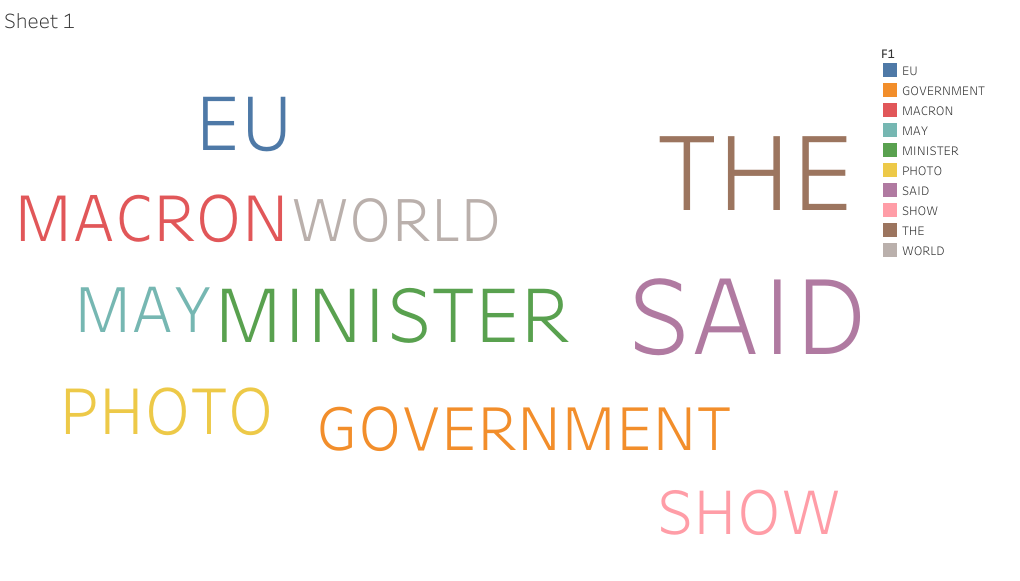 Sheet 1
EU
THE
MACRON WORLD
MAY MINISTER
SAID
PHOTO
GOVERNMENT
SHOW
F1
EU
GOVERNMENT
MACRON
MAY
MINISTER
PHOTO
SAID
SHOW
THE
WORLD